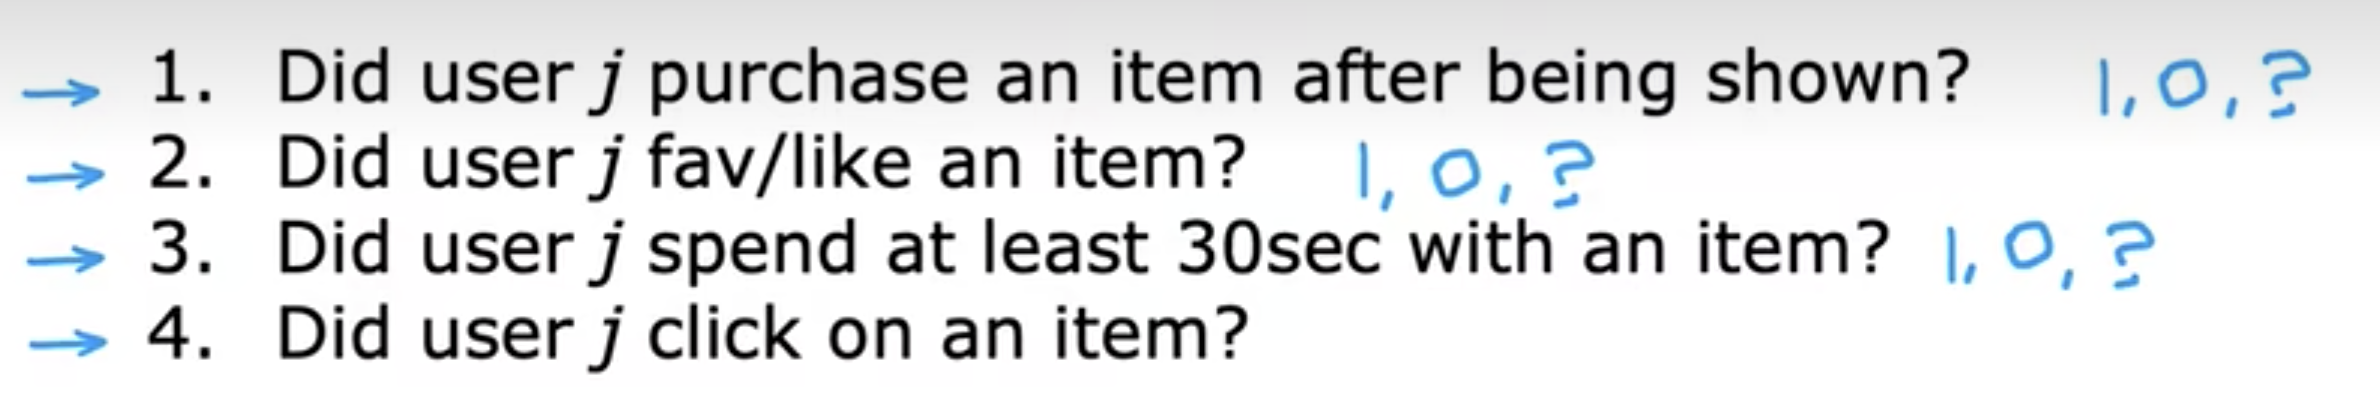 → 1. Did user j purchase an item after being shown? 1, 0, ?
→ 2. Did user j fav/like an item? 1, 0, ?
→ 3. Did user j spend at least 30sec with an item? 1, 0, ?
→ 4. Did user j click on an item?